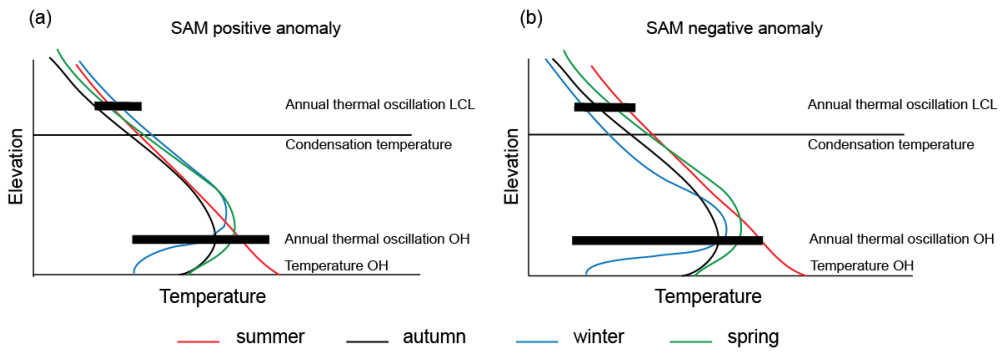 (a)
SAM positive anomaly
Elevation
Annual thermal oscillation LCL
Condensation temperature
Annual thermal oscillation OH
Temperature OH
Temperature
(b)
SAM negative anomaly
Elevation
Annual thermal oscillation LCL
Condensation temperature
Annual thermal oscillation OH
Temperature OH
Temperature
summer autumn winter spring